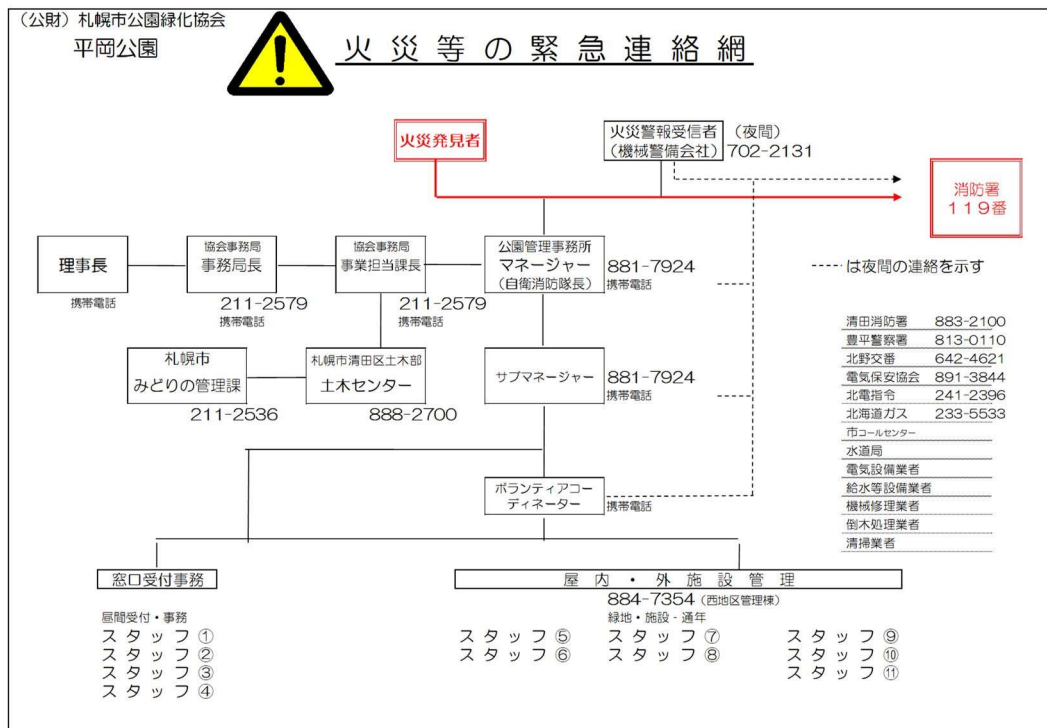 （公財）札幌市公園緑化協会
平岡公園
火災等の緊急連絡網
火災発見者
火災警報受信者
（機械警備会社）
（夜間）
702-2131
消防署
１１９番
理事長
携帯電話
協会事務局
事務局長
211-2579
携帯電話
協会事務局
事業担当課長
211-2579
携帯電話
公園管理事務所
マネージャー
（自衛消防隊長）
881-7924
携帯電話
---- は夜間の連絡を示す
札幌市
みどりの管理課
211-2536
札幌市清田区土木部
土木センター
888-2700
サブマネージャー
881-7924
携帯電話
清田消防署 883-2100
豊平警察署 813-0110
北野交番 642-4621
電気保安協会 891-3844
北電指令 241-2396
北海道ガス 233-5533
市コールセンター
水道局
電気設備業者
給水等設備業者
機械修理業者
倒木処理業者
清掃業者
ボランティアコー
ディネーター
携帯電話
窓口受付事務
昼間受付・事務
スタッフ①
スタッフ②
スタッフ③
スタッフ④
屋内・外施設管理
884-7354（西地区管理棟）
緑地・施設‐通年
スタッフ⑤
スタッフ⑥
スタッフ⑦
スタッフ⑧
スタッフ⑨
スタッフ⑩
スタッフ⑪